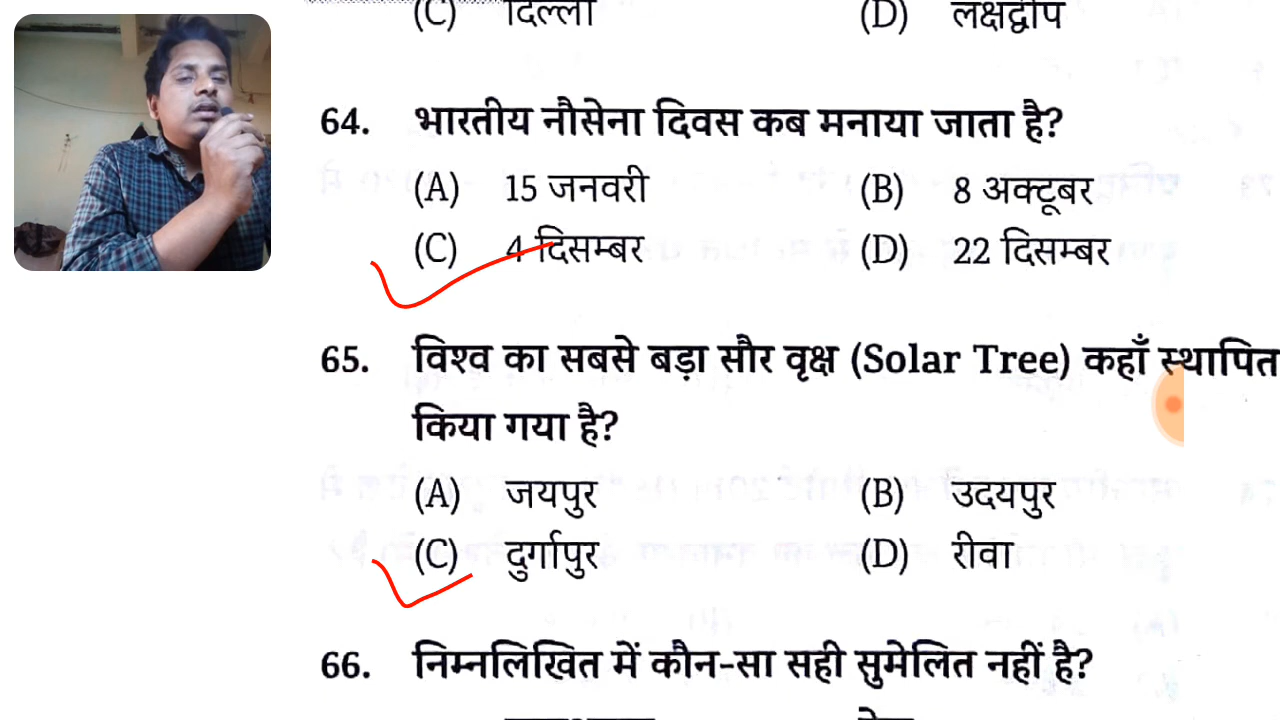 (C) दिल्ली (D) लक्षद्वीप
64. भारतीय नौसेना दिवस कब मनाया जाता है?
(A) 15 जनवरी (B) 8 अक्टूबर
(C) 4 दिसम्बर (D) 22 दिसम्बर
65. विश्व का सबसे बड़ा सौर वृक्ष (Solar Tree) कहाँ स्थापित
किया गया है?
(A) जयपुर (B) उदयपुर
(C) दुर्गापुर (D) रीवा
66. निम्नलिखित में कौन-सा सही सुमेलित नहीं है?